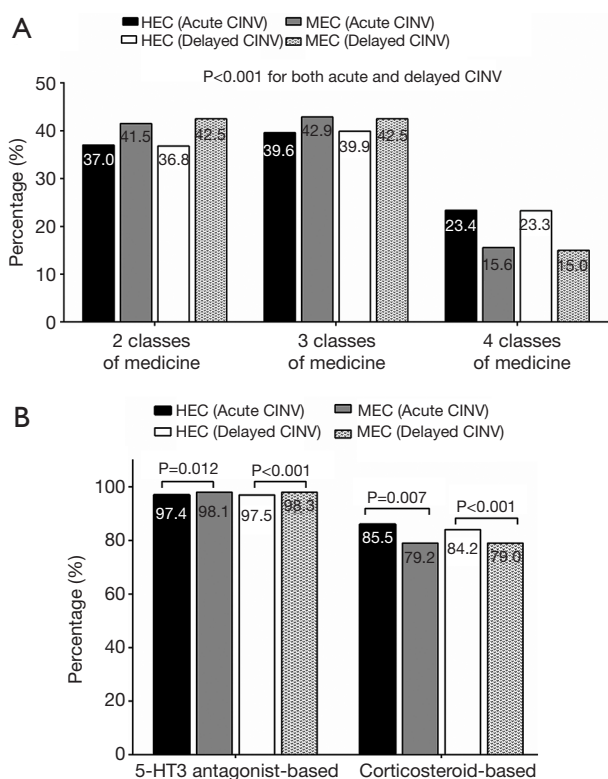 A
HEC (Acute CINV) MEC (Acute CINV)
HEC (Delayed CINV) MEC (Delayed CINV)
P<0.001 for both acute and delayed CINV
Percentage (%)
50
40
30
20
10
0
37.0 41.5 36.8 42.5 39.6 42.9 39.9 42.5 23.4 15.6 23.3 15.0
2 classes 3 classes 4 classes
of medicine of medicine of medicine
B
HEC (Acute CINV) MEC (Acute CINV)
HEC (Delayed CINV) MEC (Delayed CINV)
P=0.012 P<0.001 P=0.007 P<0.001
Percentage (%)
100
80
60
40
20
0
97.4 98.1 97.5 98.3 85.5 79.2 84.2 79.0
5-HT3 antagonist-based Corticosteroid-based